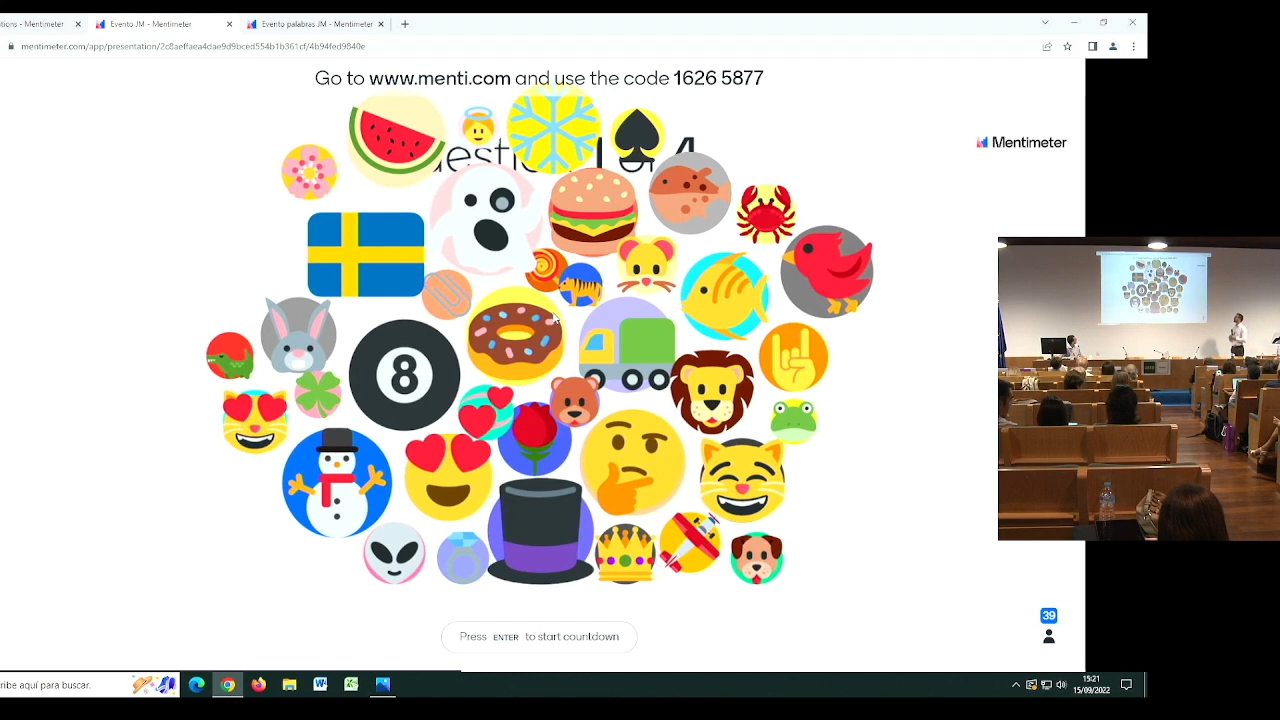 tions - Mentimeter
Evento JM - Mentimeter
Evento palabras JM - Mentimeter
mentimeter.com/app/presentation/2c8aeffaea4dae9d9bced554b1b361cf/4b94fed9840e
Go to www.menti.com and use the code 1626 5877
Mentimeter
8
39
Press ENTER to start countdown
ribe aquí para buscar.
15:21
15/09/2022